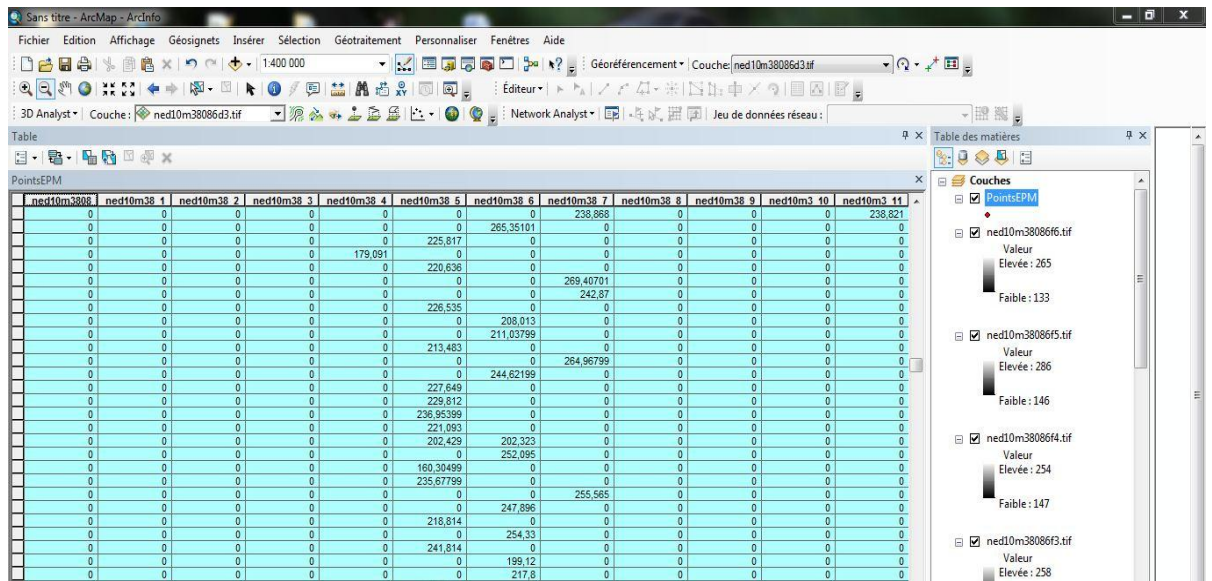 Sans titre - ArcMap - ArcInfo
Fichier Edition Affichage Géosignets Insérer Sélection Géotraitement Personnaliser Fenêtres Aide
1:400 000 Géoréférencement Couche: ned10m38086d3.tif
Éditeur
3D Analyst Couche : ned10m38086d3.tif Network Analyst Jeu de données réseau :
Table
Table des matières
PointsEPM
ned10m3808 ned10m38_1 ned10m38_2 ned10m38_3 ned10m38_4 ned10m38_5 ned10m38_6 ned10m38_7 ned10m38_8 ned10m38_9 ned10m3_10 ned10m3_11
0 0 0 0 0 0 0 238,868 0 0 0 238,821
0 0 0 0 0 0 265,35101 0 0 0 0 0
0 0 0 0 0 225,817 0 0 0 0 0 0
0 0 0 0 179,091 0 0 0 0 0 0 0
0 0 0 0 0 220,636 0 0 0 0 0 0
0 0 0 0 0 0 0 269,40701 0 0 0 0
0 0 0 0 0 0 0 242,87 0 0 0 0
0 0 0 0 0 226,535 0 0 0 0 0 0
0 0 0 0 0 0 208,013 0 0 0 0 0
0 0 0 0 0 0 211,03799 0 0 0 0 0
0 0 0 0 0 213,483 0 0 0 0 0 0
0 0 0 0 0 0 0 264,96799 0 0 0 0
0 0 0 0 0 0 244,62199 0 0 0 0 0
0 0 0 0 0 227,649 0 0 0 0 0 0
0 0 0 0 0 229,812 0 0 0 0 0 0
0 0 0 0 0 236,95399 0 0 0 0 0 0
0 0 0 0 0 221,093 0 0 0 0 0 0
0 0 0 0 0 202,429 202,323 0 0 0 0 0
0 0 0 0 0 0 252,095 0 0 0 0 0
0 0 0 0 0 160,30499 0 0 0 0 0 0
0 0 0 0 0 235,67799 0 0 0 0 0 0
0 0 0 0 0 0 0 255,565 0 0 0 0
0 0 0 0 0 0 247,896 0 0 0 0 0
0 0 0 0 0 218,814 0 0 0 0 0 0
0 0 0 0 0 0 254,33 0 0 0 0 0
0 0 0 0 0 241,814 0 0 0 0 0 0
0 0 0 0 0 0 199,12 0 0 0 0 0
0 0 0 0 0 0 217,8 0 0 0 0 0
Couches
PointsEPM
ned10m38086f6.tif
Valeur
Elevée : 265
Faible : 133
ned10m38086f5.tif
Valeur
Elevée : 286
Faible : 146
ned10m38086f4.tif
Valeur
Elevée : 254
Faible : 147
ned10m38086f3.tif
Valeur
Elevée : 258